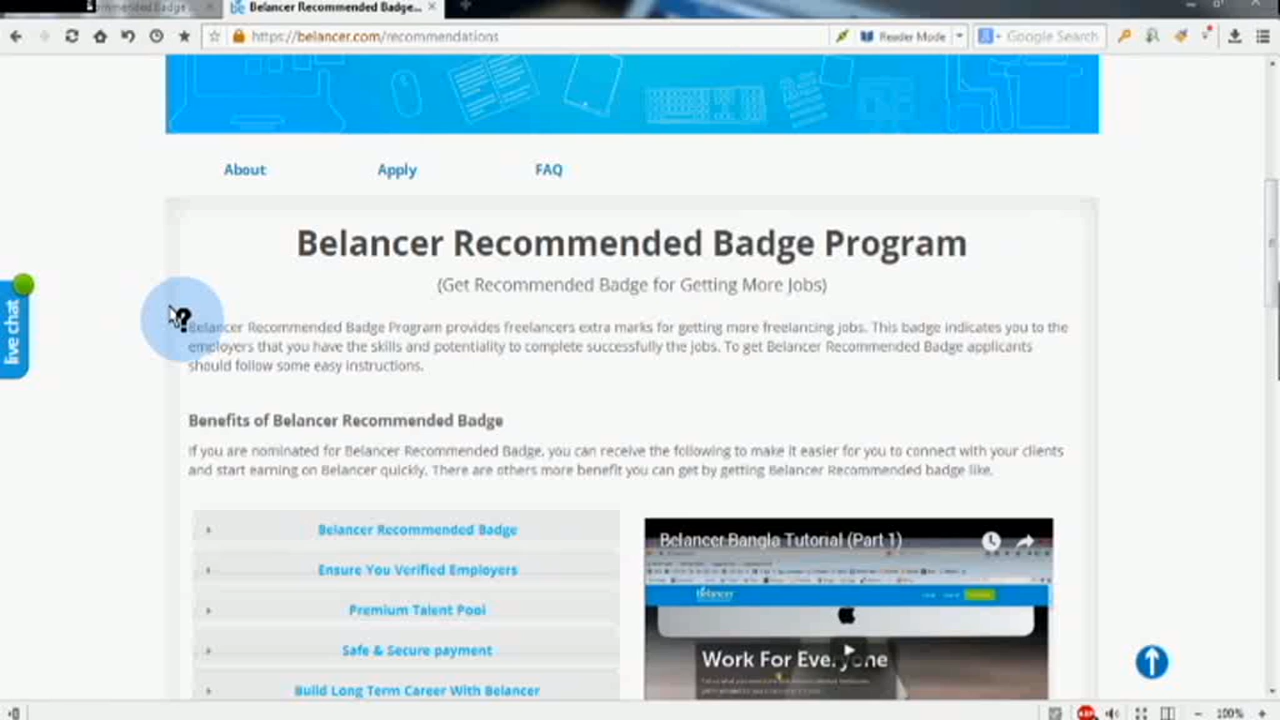 Belancer Recommended Badge...
https://belancer.com/recommendations
Reader Mode
Google Search
About
Apply
FAQ
Belancer Recommended Badge Program
(Get Recommended Badge for Getting More Jobs)
live chat
Belancer Recommended Badge Program provides freelancers extra marks for getting more freelancing jobs. This badge indicates you to the
employers that you have the skills and potentiality to complete successfully the jobs. To get Belancer Recommended Badge applicants
should follow some easy instructions.
Benefits of Belancer Recommended Badge
If you are nominated for Belancer Recommended Badge, you can receive the following to make it easier for you to connect with your clients
and start earning on Belancer quickly. There are others more benefit you can get by getting Belancer Recommended badge like.
Belancer Recommended Badge
Ensure You Verified Employers
Premium Talent Pool
Safe & Secure payment
Build Long Term Career With Belancer
Belancer Bangla Tutorial (Part 1)
Belancer
Work For Everyone
100%